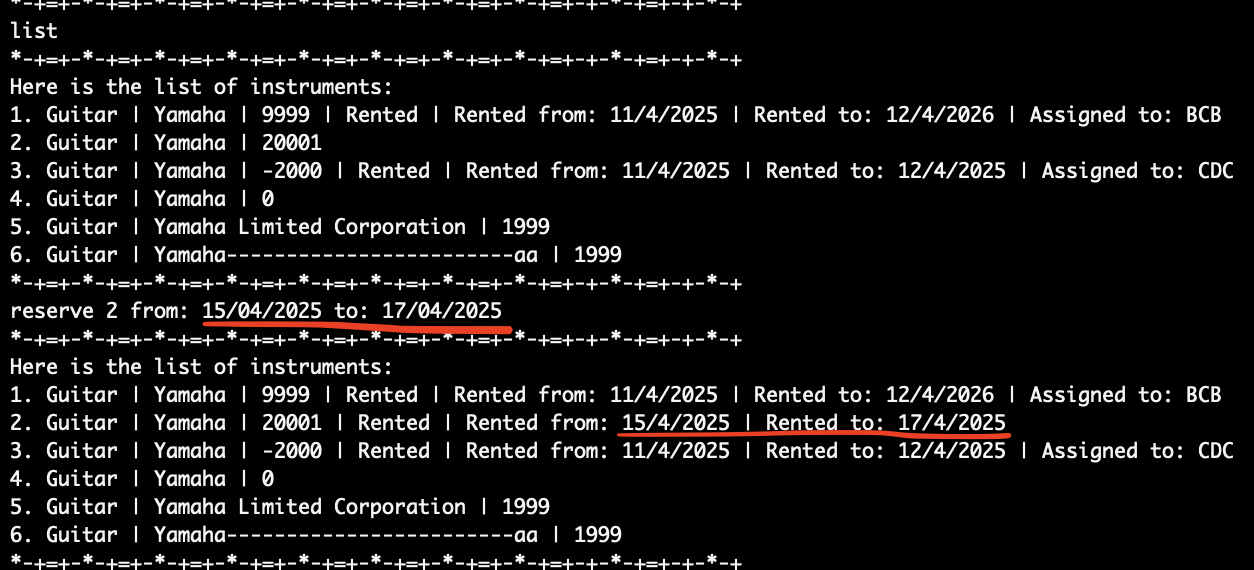 *-+=+-*-+=+-*-+=+-*-+=+-*-+=+-*-+=+-*-+=+-*-+=+-+-*-+=+-+-*-+
list
*-+=+-*-+=+-*-+=+-*-+=+-*-+=+-*-+=+-*-+=+-*-+=+-+-*-+=+-+-*-+
Here is the list of instruments:
1. Guitar | Yamaha | 9999 | Rented | Rented from: 11/4/2025 | Rented to: 12/4/2026 | Assigned to: BCB
2. Guitar | Yamaha | 20001
3. Guitar | Yamaha | -2000 | Rented | Rented from: 11/4/2025 | Rented to: 12/4/2025 | Assigned to: CDC
4. Guitar | Yamaha | 0
5. Guitar | Yamaha Limited Corporation | 1999
6. Guitar | Yamaha------------------------aa | 1999
*-+=+-*-+=+-*-+=+-*-+=+-*-+=+-*-+=+-*-+=+-*-+=+-+-*-+=+-+-*-+
reserve 2 from: 15/04/2025 to: 17/04/2025
*-+=+-*-+=+-*-+=+-*-+=+-*-+=+-*-+=+-*-+=+-*-+=+-+-*-+=+-+-*-+
Here is the list of instruments:
1. Guitar | Yamaha | 9999 | Rented | Rented from: 11/4/2025 | Rented to: 12/4/2026 | Assigned to: BCB
2. Guitar | Yamaha | 20001 | Rented | Rented from: 15/4/2025 | Rented to: 17/4/2025
3. Guitar | Yamaha | -2000 | Rented | Rented from: 11/4/2025 | Rented to: 12/4/2025 | Assigned to: CDC
4. Guitar | Yamaha | 0
5. Guitar | Yamaha Limited Corporation | 1999
6. Guitar | Yamaha------------------------aa | 1999
*-+=+-*-+=+-*-+=+-*-+=+-*-+=+-*-+=+-*-+=+-*-+=+-+-*-+=+-+-*-+